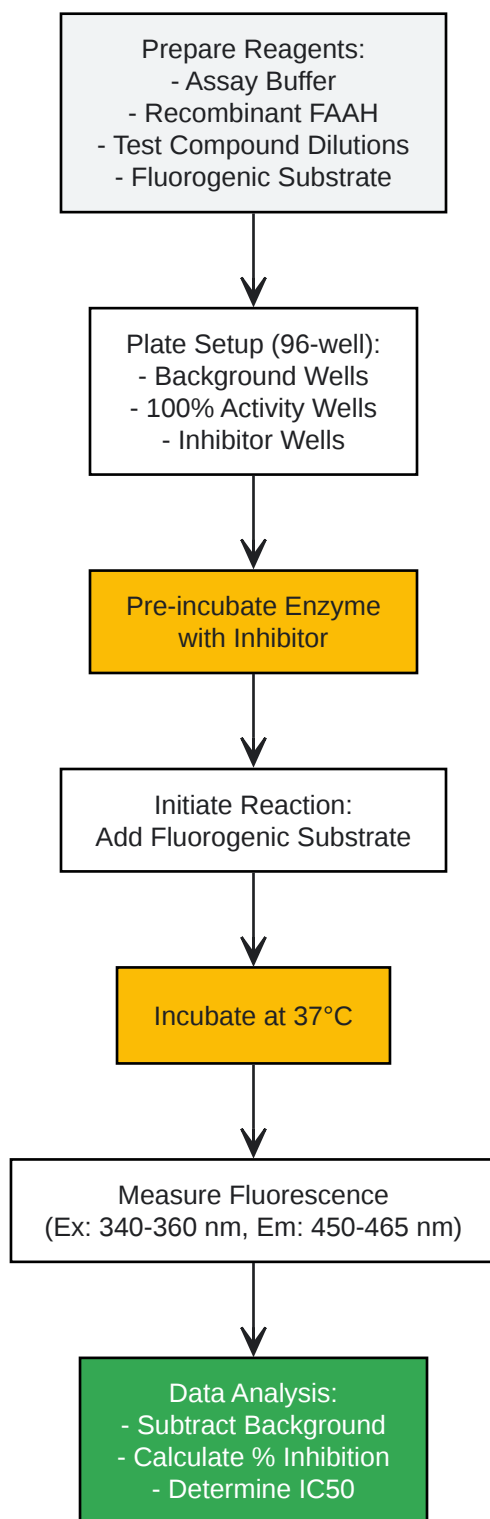 Prepare Reagents:
- Assay Buffer
- Recombinant FAAH
- Test Compound Dilutions
- Fluorogenic Substrate
Plate Setup (96-well):
- Background Wells
- 100% Activity Wells
- Inhibitor Wells
Pre-incubate Enzyme
with Inhibitor
Initiate Reaction:
Add Fluorogenic Substrate
Incubate at 37°C
Measure Fluorescence
(Ex: 340-360 nm, Em: 450-465 nm)
Data Analysis:
- Subtract Background
- Calculate % Inhibition
- Determine IC50